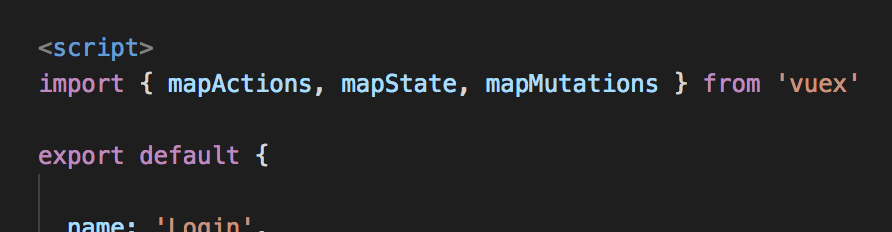 <script>
import { mapActions, mapState, mapMutations } from 'vuex'
export default {
name: 'Login',